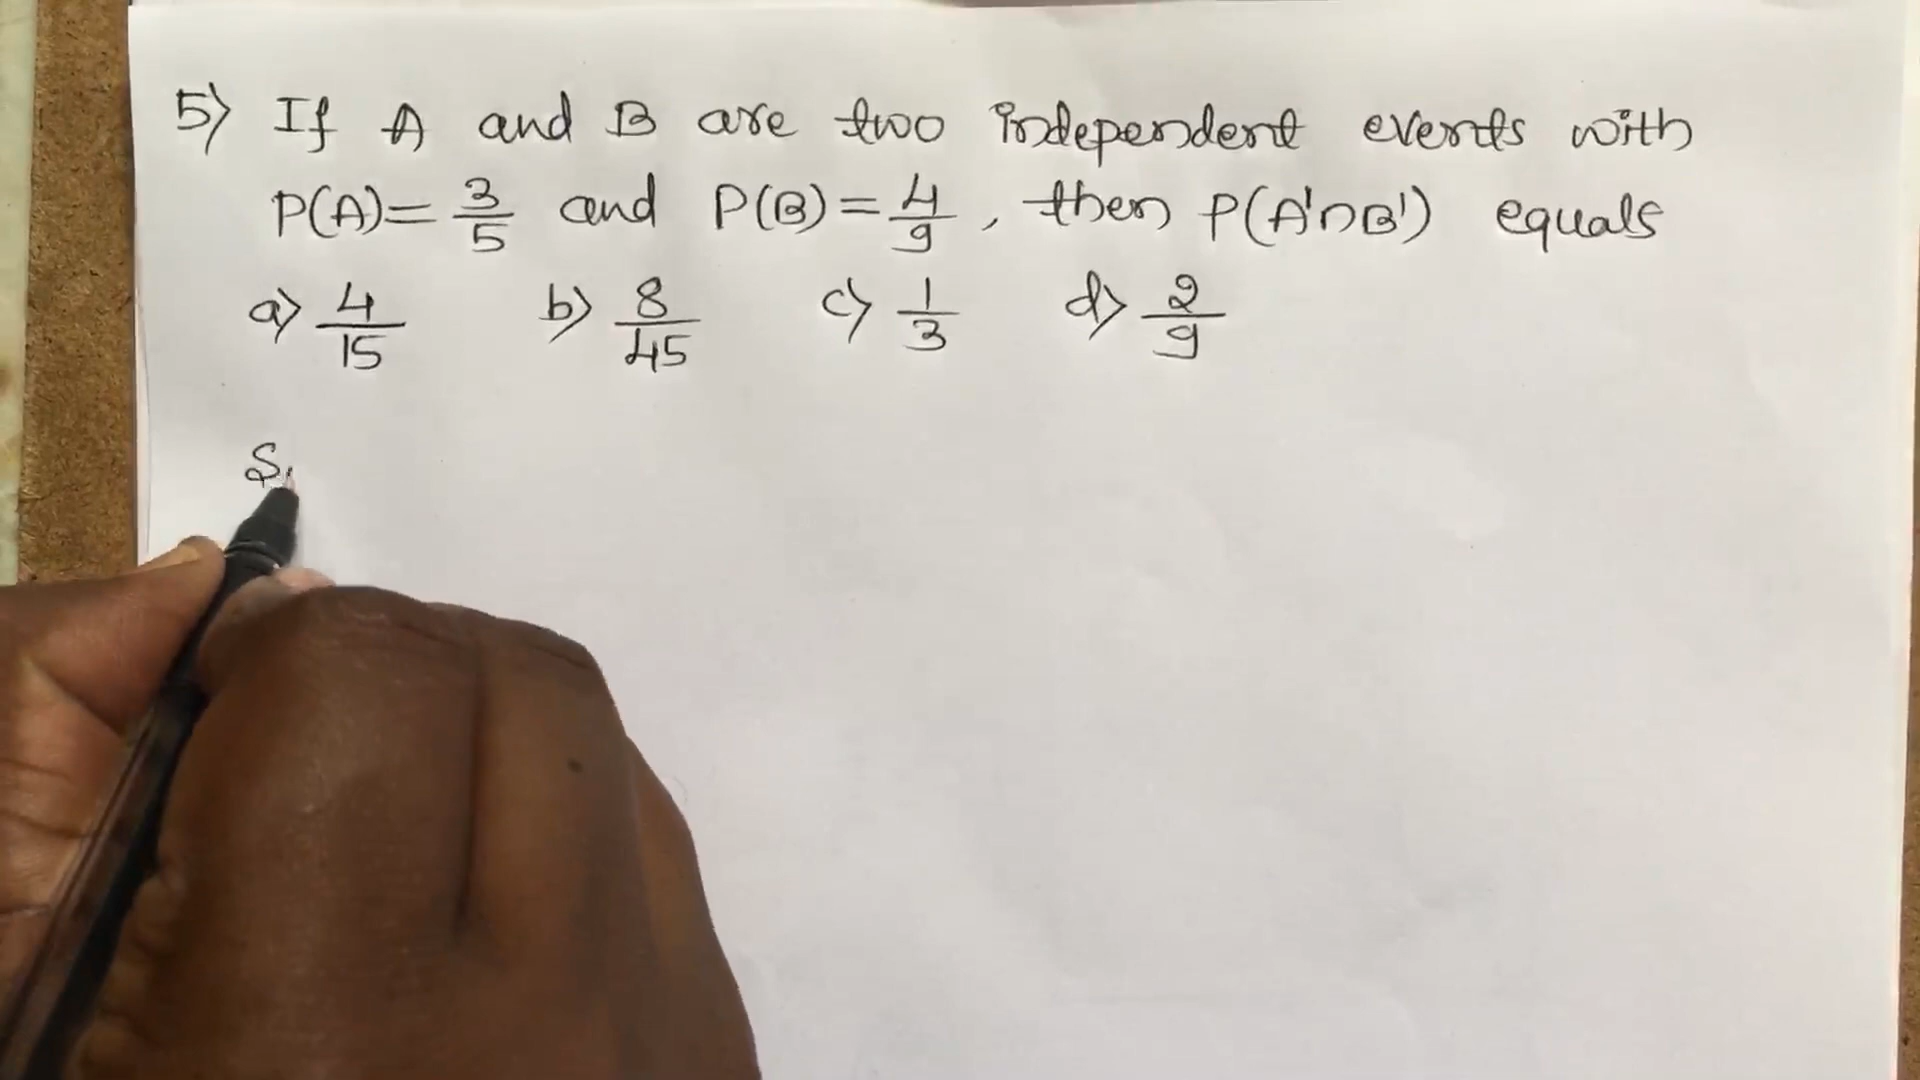 5) If A and B are two independent events with
P(A)= 3/5 and P(B)= 4/9, then P(A'∩B') equals
a) 4/15 b) 8/45 c) 1/3 d) 2/9
S